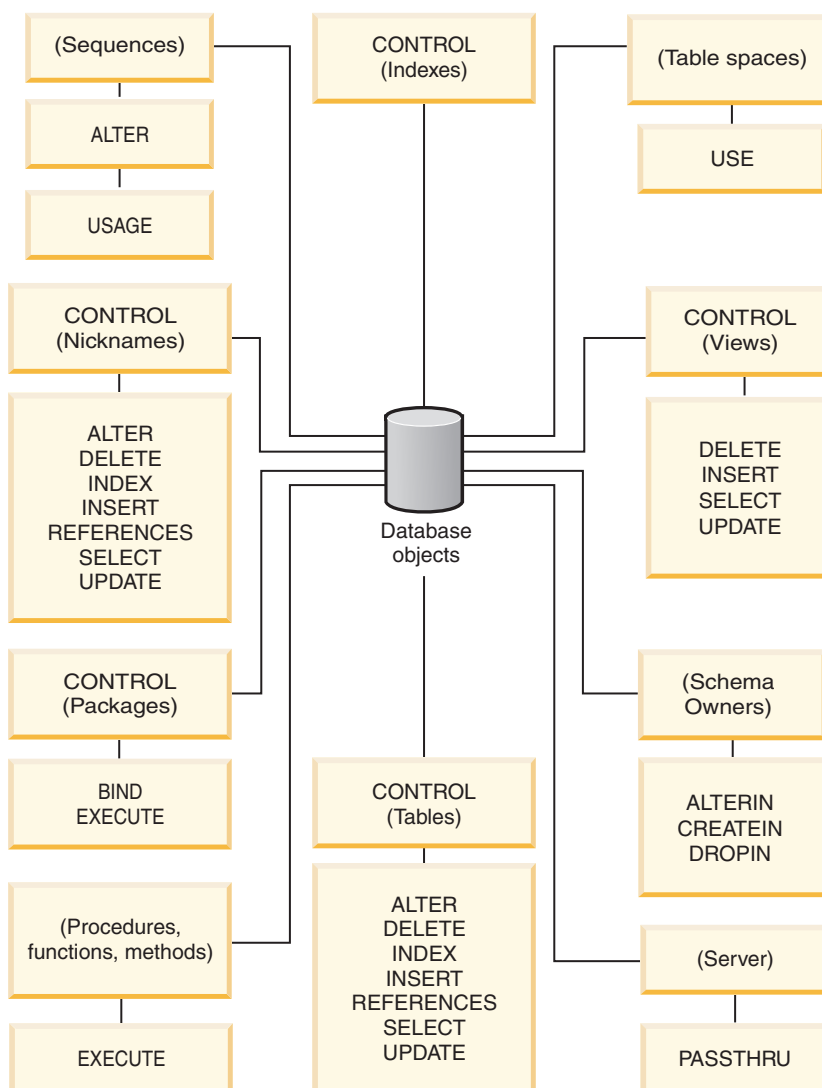 (Sequences)
ALTER
USAGE
CONTROL
(Indexes)
(Table spaces)
USE
CONTROL
(Nicknames)
ALTER
DELETE
INDEX
INSERT
REFERENCES
SELECT
UPDATE
CONTROL
(Views)
DELETE
INSERT
SELECT
UPDATE
Database
objects
CONTROL
(Packages)
BIND
EXECUTE
CONTROL
(Tables)
ALTER
DELETE
INDEX
INSERT
REFERENCES
SELECT
UPDATE
(Schema
Owners)
ALTERIN
CREATEIN
DROPIN
(Procedures,
functions, methods)
EXECUTE
(Server)
PASSTHRU